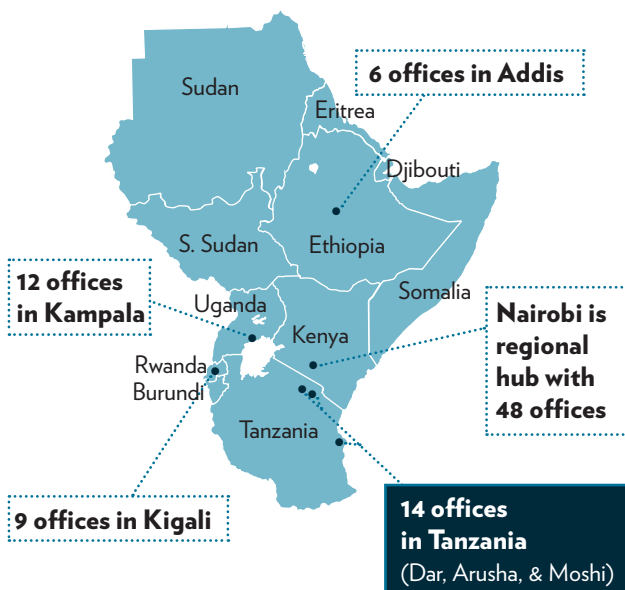 6 offices in Addis
Sudan
Eritrea
Djibouti
S. Sudan
Ethiopia
12 offices
in Kampala
Uganda
Somalia
Kenya
Nairobi is
regional
hub with
48 offices
Rwanda
Burundi
Tanzania
9 offices in Kigali
14 offices
in Tanzania
(Dar, Arusha, & Moshi)